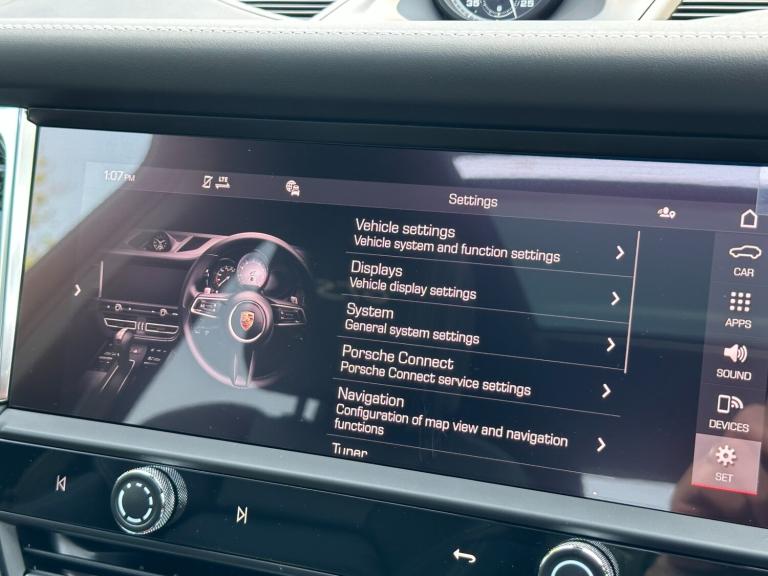 35 25
1:07 PM
LTE
Settings
Vehicle settings
Vehicle system and function settings
Displays
Vehicle display settings
System
General system settings
Porsche Connect
Porsche Connect service settings
Navigation
Configuration of map view and navigation
functions
Tuner
CAR
APPS
SOUND
DEVICES
SET